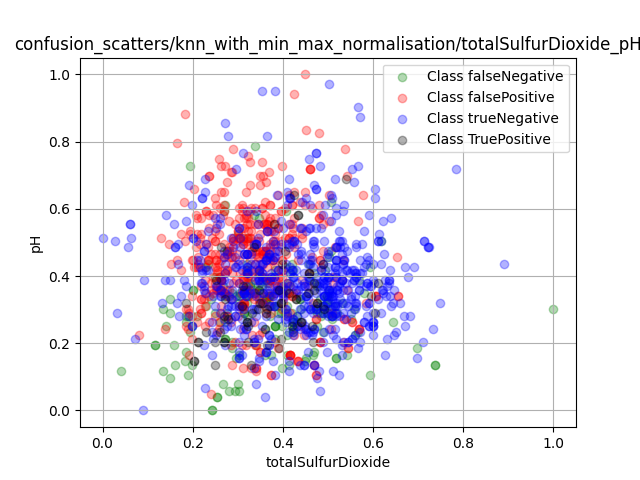 confusion_scatters/knn_with_min_max_normalisation/totalSulfurDioxide_pH
1.0
0.8
0.6
0.4
0.2
0.0
pH
Class falseNegative
Class falsePositive
Class trueNegative
Class TruePositive
0.0 0.2 0.4 0.6 0.8 1.0
totalSulfurDioxide